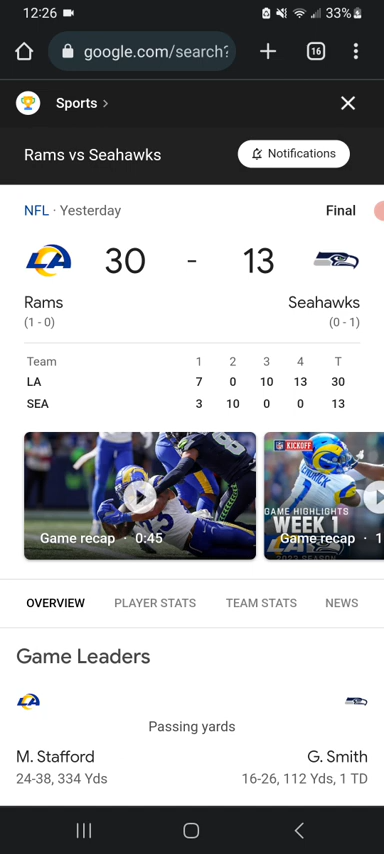 12:26 33%
google.com/search? 16
Sports >
Rams vs Seahawks Notifications
NFL · Yesterday Final
LA 30 - 13
Rams Seahawks
(1 - 0) (0 - 1)
Team 1 2 3 4 T
LA 7 0 10 13 30
SEA 3 10 0 0 13
KICKOFF
GAME HIGHLIGHTS
WEEK 1
Game recap · 0:45 Game recap · 1
OVERVIEW PLAYER STATS TEAM STATS NEWS
Game Leaders
LA
Passing yards
M. Stafford G. Smith
24-38, 334 Yds 16-26, 112 Yds, 1 TD